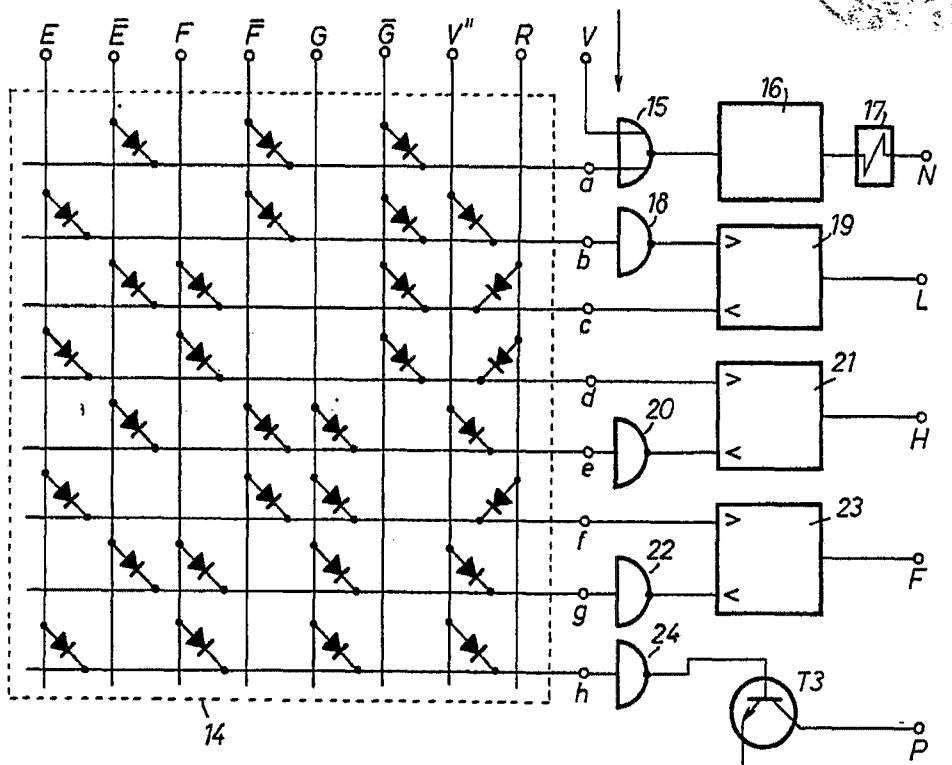 E E̅ F F̅ G G̅ V" R V
15 16 17
a N
18 19
b > L
c <
d > 21
20 H
e <
f > 23
22 F
g <
24
h T3
P
14